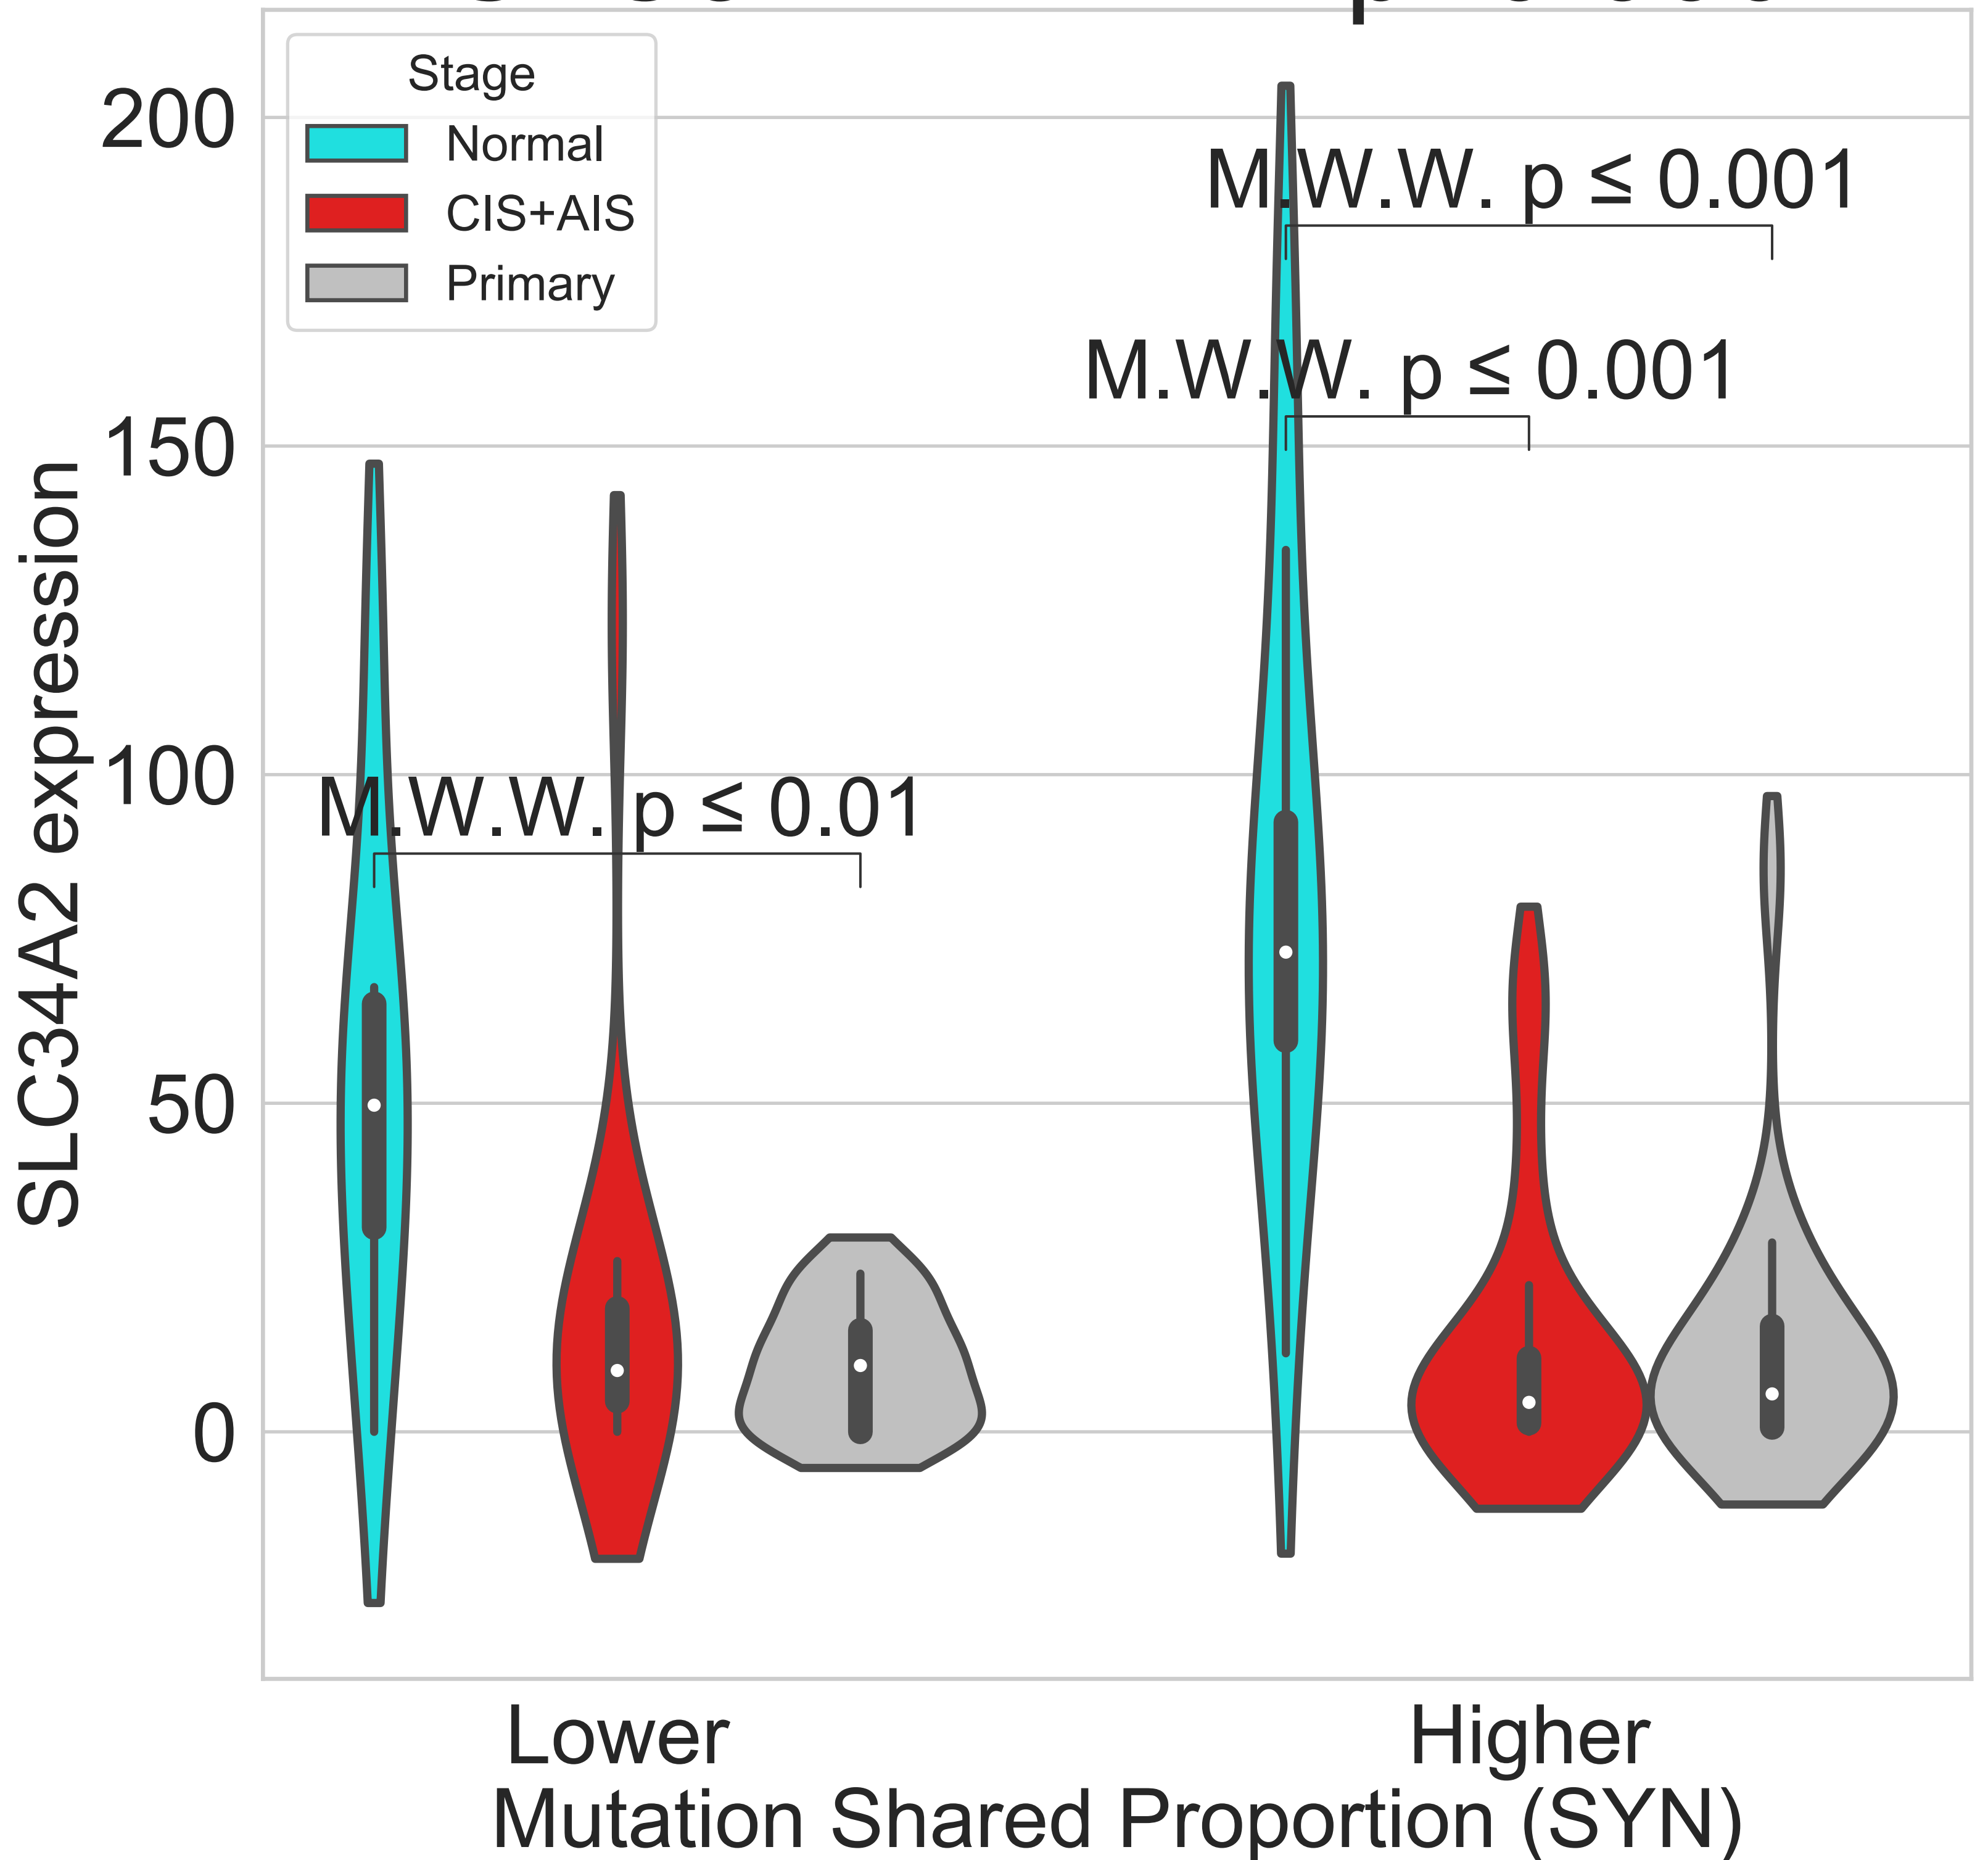 Stage
Normal
CIS+AIS
Primary
200
150
100
50
0
SLC34A2 expression
M.W.W. p ≤ 0.001
M.W.W. p ≤ 0.001
M.W.W. p ≤ 0.01
Lower
Higher
Mutation Shared Proportion (SYN)